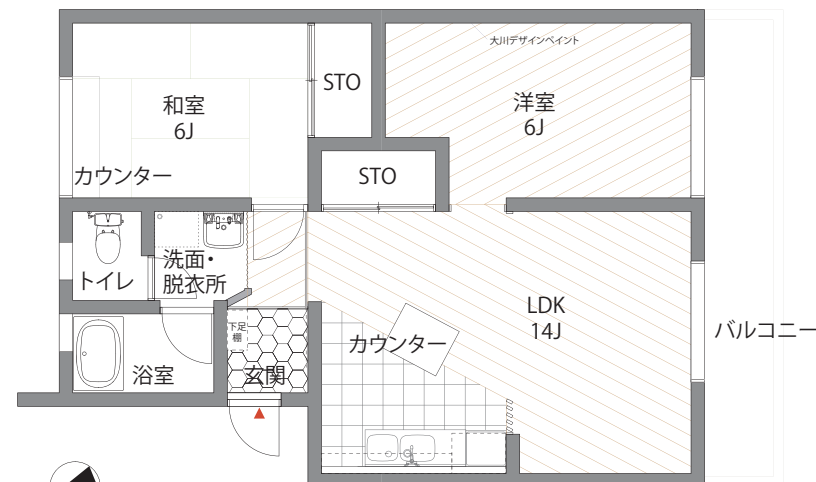 大川デザインペイント
STO
和室
6J
洋室
6J
カウンター
STO
トイレ
洗面・
脱衣所
LDK
14J
バルコニー
下足
棚
カウンター
浴室
玄関